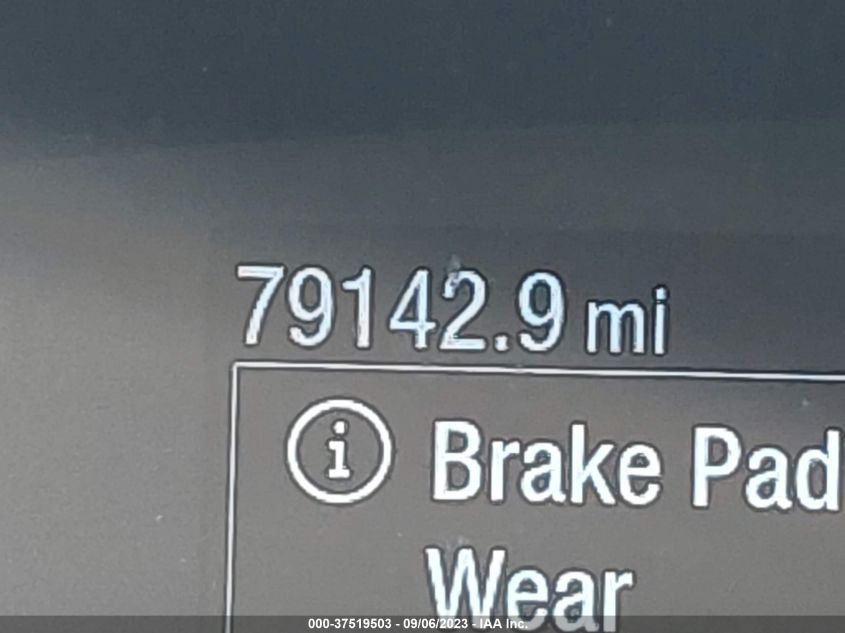 79142.9 mi
i Brake Pad
Wear
000-37519503 - 09/06/2023 - IAA Inc.